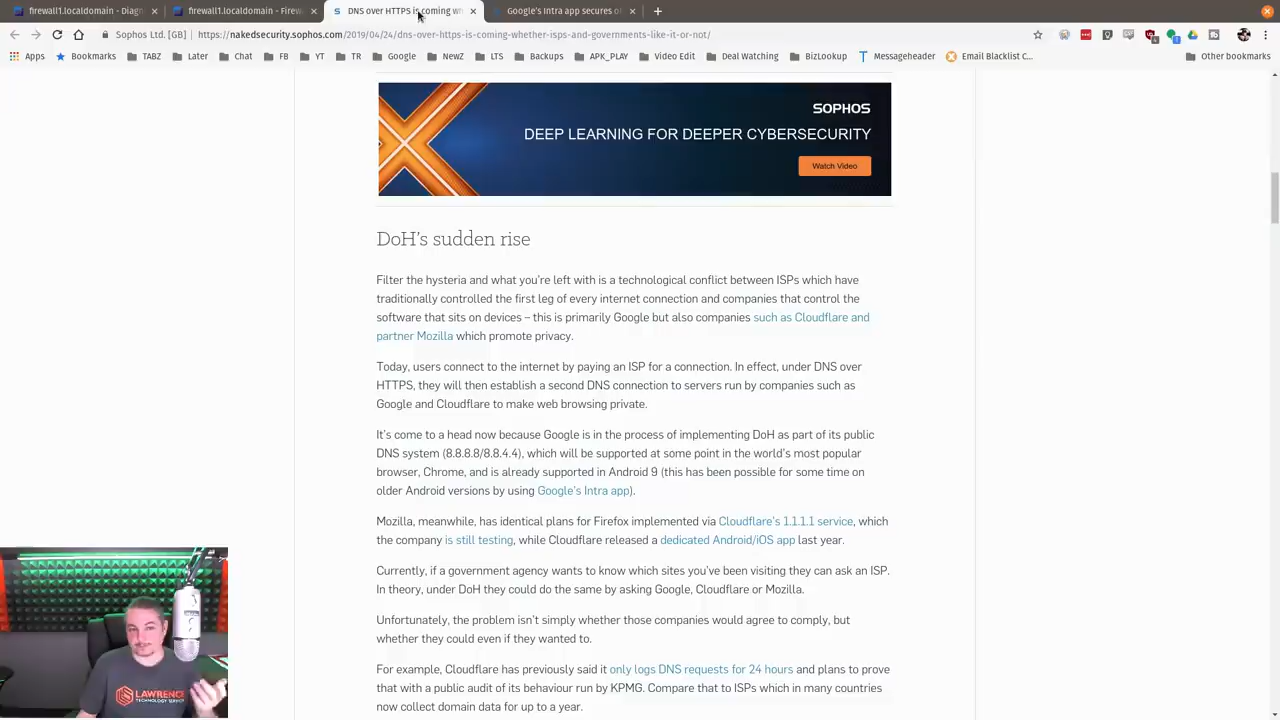 firewall1.localdomain - Diagn
firewall1.localdomain - Firew
DNS over HTTPS is coming wh
Google's Intra app secures ol
Sophos Ltd. [GB]
https://nakedsecurity.sophos.com/2019/04/24/dns-over-https-is-coming-whether-isps-and-governments-like-it-or-not/
Apps
Bookmarks
TABZ
Later
Chat
FB
YT
TR
Google
NewZ
LTS
Backups
APK_PLAY
Video Edit
Deal Watching
BizLookup
Messageheader
Email Blacklist C...
Other bookmarks
SOPHOS
DEEP LEARNING FOR DEEPER CYBERSECURITY
Watch Video
DoH's sudden rise
Filter the hysteria and what you're left with is a technological conflict between ISPs which have
traditionally controlled the first leg of every internet connection and companies that control the
software that sits on devices – this is primarily Google but also companies such as Cloudflare and
partner Mozilla which promote privacy.
Today, users connect to the internet by paying an ISP for a connection. In effect, under DNS over
HTTPS, they will then establish a second DNS connection to servers run by companies such as
Google and Cloudflare to make web browsing private.
It's come to a head now because Google is in the process of implementing DoH as part of its public
DNS system (8.8.8.8/8.8.4.4), which will be supported at some point in the world's most popular
browser, Chrome, and is already supported in Android 9 (this has been possible for some time on
older Android versions by using Google's Intra app).
Mozilla, meanwhile, has identical plans for Firefox implemented via Cloudflare's 1.1.1.1 service, which
the company is still testing, while Cloudflare released a dedicated Android/iOS app last year.
Currently, if a government agency wants to know which sites you've been visiting they can ask an ISP.
In theory, under DoH they could do the same by asking Google, Cloudflare or Mozilla.
Unfortunately, the problem isn't simply whether those companies would agree to comply, but
whether they could even if they wanted to.
For example, Cloudflare has previously said it only logs DNS requests for 24 hours and plans to prove
that with a public audit of its behaviour run by KPMG. Compare that to ISPs which in many countries
now collect domain data for up to a year.
LAWRENCE